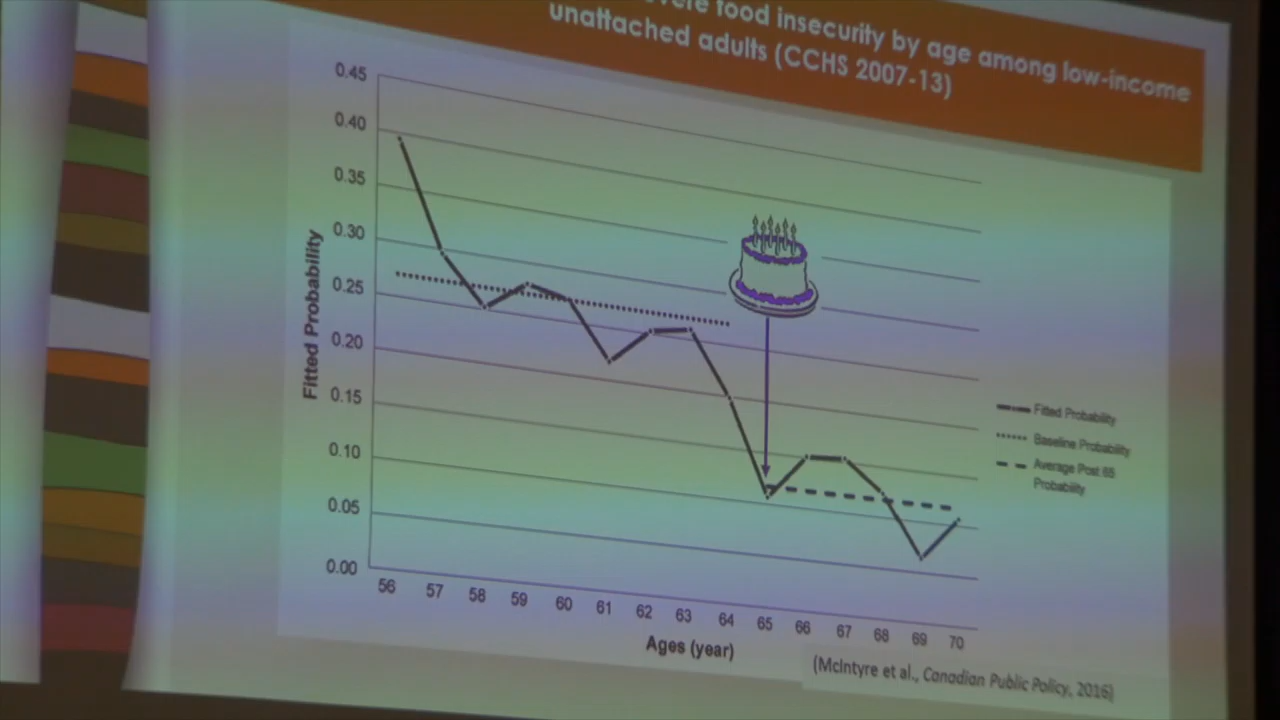 food insecurity by age among low-income
unattached adults (CCHS 2007-13)
0.45
0.40
0.35
0.30
0.25
0.20
0.15
0.10
0.05
0.00
Fitted Probability
56 57 58 59 60 61 62 63 64 65 66 67 68 69 70
Ages (year)
Fitted Probability
Baseline Probability
Average Post 65
Probability
(McIntyre et al., Canadian Public Policy, 2016)